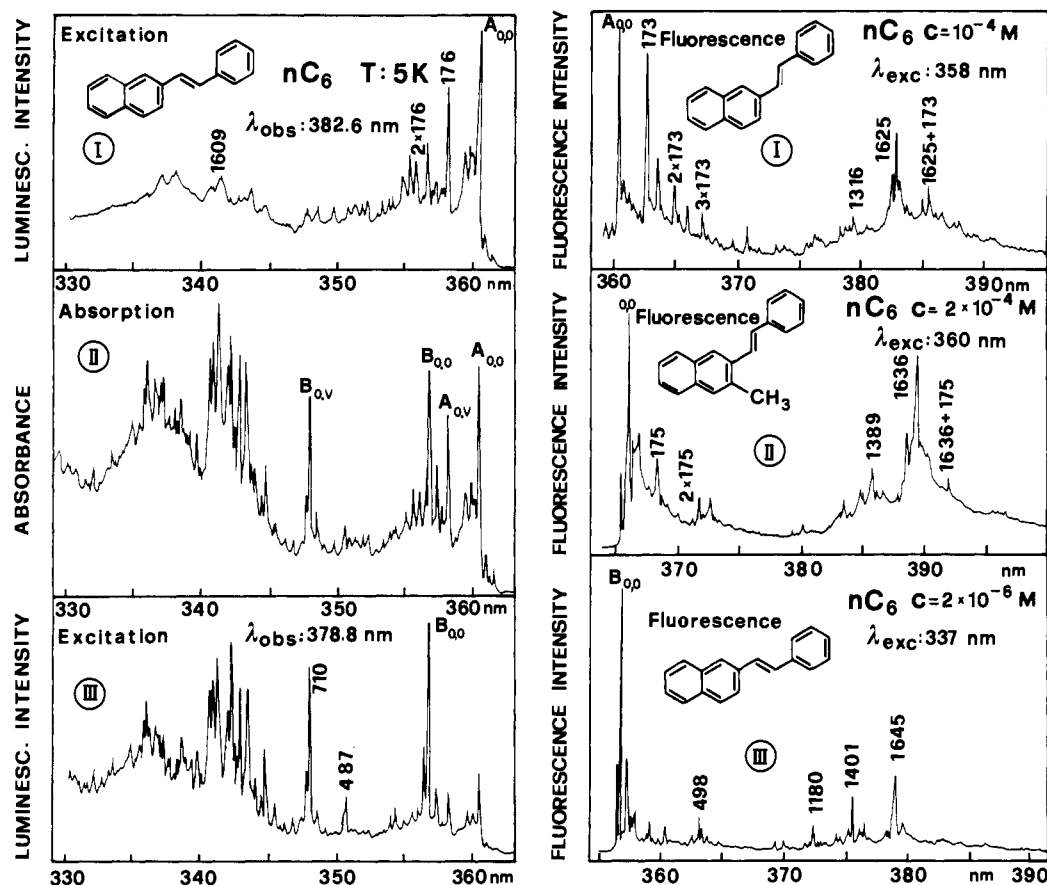 LUMINESC. INTENSITY
Excitation
A0,0
nC6 T: 5K
λobs: 382.6 nm
I
1609
2×176
176
330
340
350
360nm
ABSORBANCE
Absorption
II
B0,v
B0,0
A0,v
A0,0
330
340
350
360nm
LUMINESC. INTENSITY
Excitation
λobs: 378.8 nm
B0,0
III
710
487
330
340
350
360nm
FLUORESCENCE INTENSITY
A0,0
173
Fluorescence
nC6 C=10⁻⁴ M
λexc: 358 nm
I
2×173
3×173
1316
1625
1625+173
360
370
380
390
nm
FLUORESCENCE INTENSITY
0,0
Fluorescence
nC6 C=2×10⁻⁴ M
λexc: 360 nm
CH3
II
175
2×175
1389
1636
1636+175
370
380
390
nm
FLUORESCENCE INTENSITY
B0,0
Fluorescence
nC6 C=2×10⁻⁶ M
λexc: 337 nm
III
498
1180
1401
1645
360
370
380
nm
390